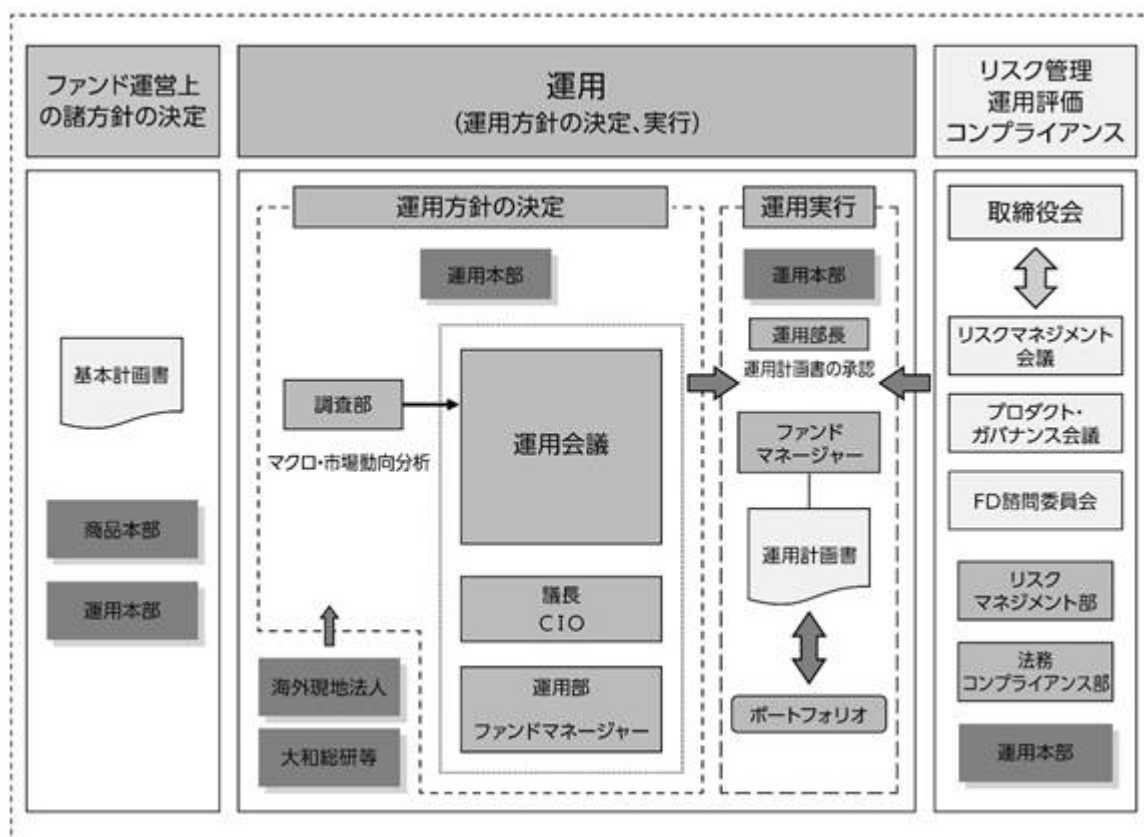 ファンド運営上
の諸方針の決定
運用
(運用方針の決定、実行)
リスク管理
運用評価
コンプライアンス
基本計画書
商品本部
運用本部
運用方針の決定
運用本部
調査部
マクロ・市場動向分析
運用会議
議長
CIO
運用部
ファンドマネージャー
海外現地法人
大和総研等
運用実行
運用本部
運用部長
運用計画書の承認
ファンド
マネージャー
運用計画書
ポートフォリオ
取締役会
リスクマネジメント
会議
プロダクト・
ガバナンス会議
FD諮問委員会
リスク
マネジメント部
法務
コンプライアンス部
運用本部